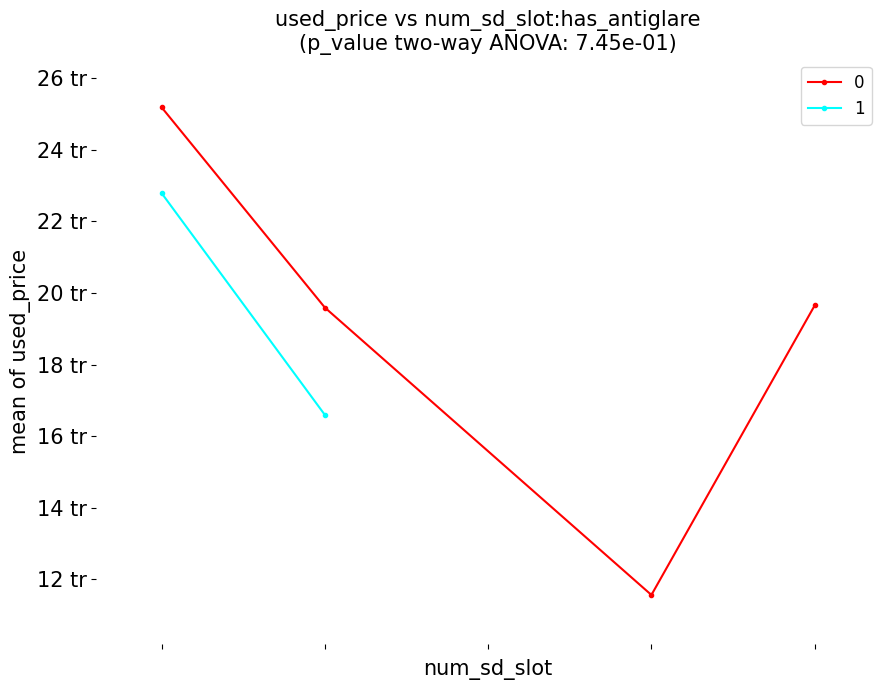 used_price vs num_sd_slot:has_antiglare
(p_value two-way ANOVA: 7.45e-01)
0
1
26 tr
24 tr
22 tr
20 tr
18 tr
16 tr
14 tr
12 tr
mean of used_price
num_sd_slot